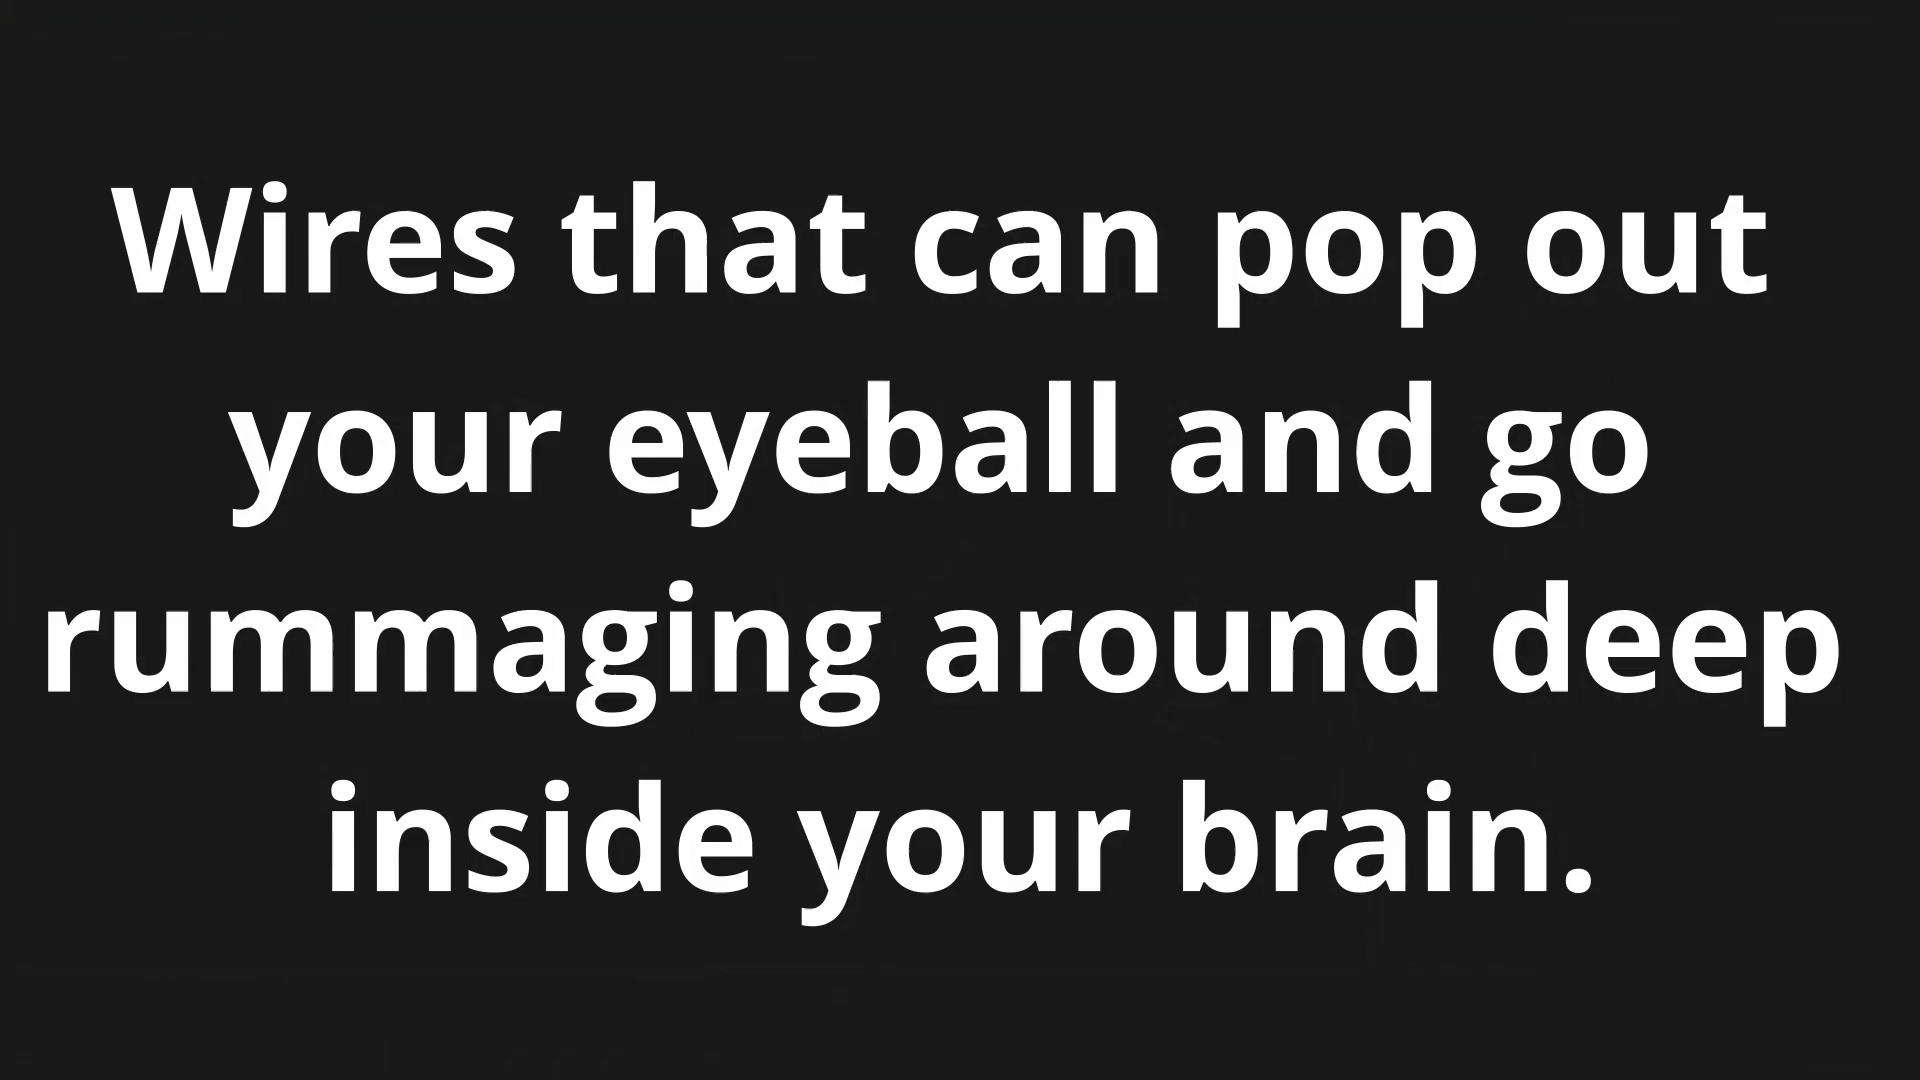 Wires that can pop out
your eyeball and go
rummaging around deep
inside your brain.